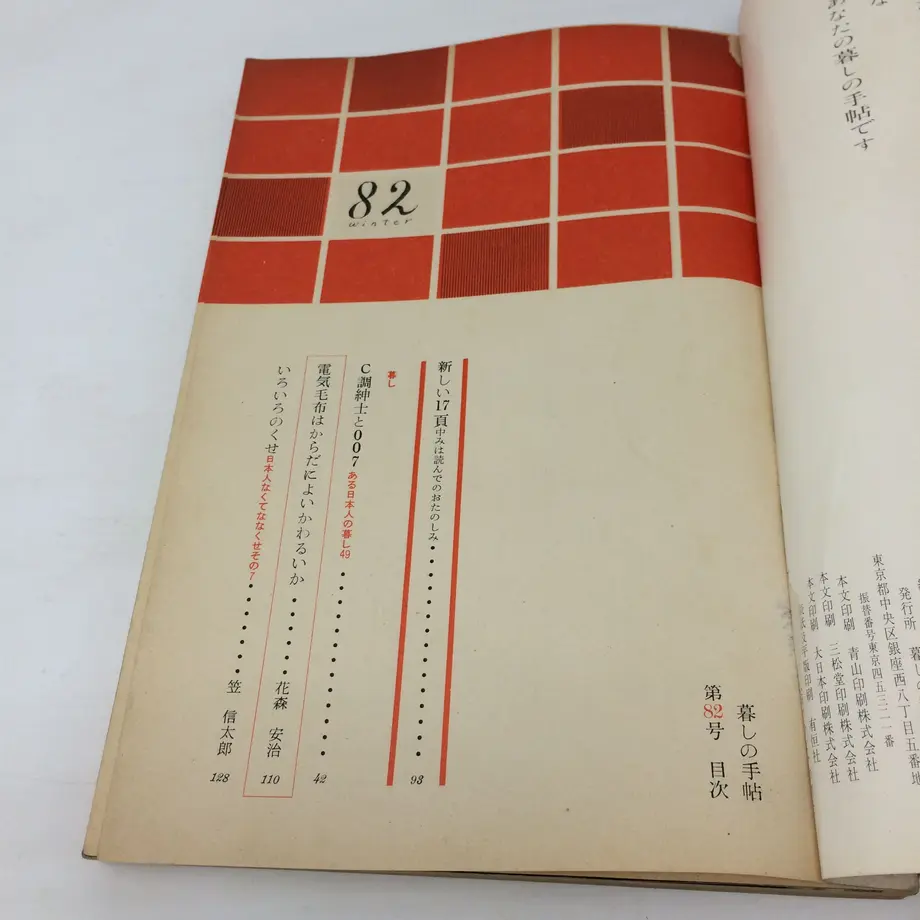 あなたの暮しの手帖です
82
winter
暮しの手帖
第82号 目次
新しい17頁 中みは読んでのおたのしみ 93
暮し
C調紳士と007 ある日本人の暮し49 42
電気毛布はからだによいかわるいか 花森 安治 110
いろいろのくせ 日本人なくてななくせその7 笠 信太郎 128
発行所
東京都中央区銀座西八丁目五番地
振替番号東京四五三二一番
本文印刷 青山印刷株式会社
本文印刷 三松堂印刷株式会社
本文印刷 大日本印刷株式会社